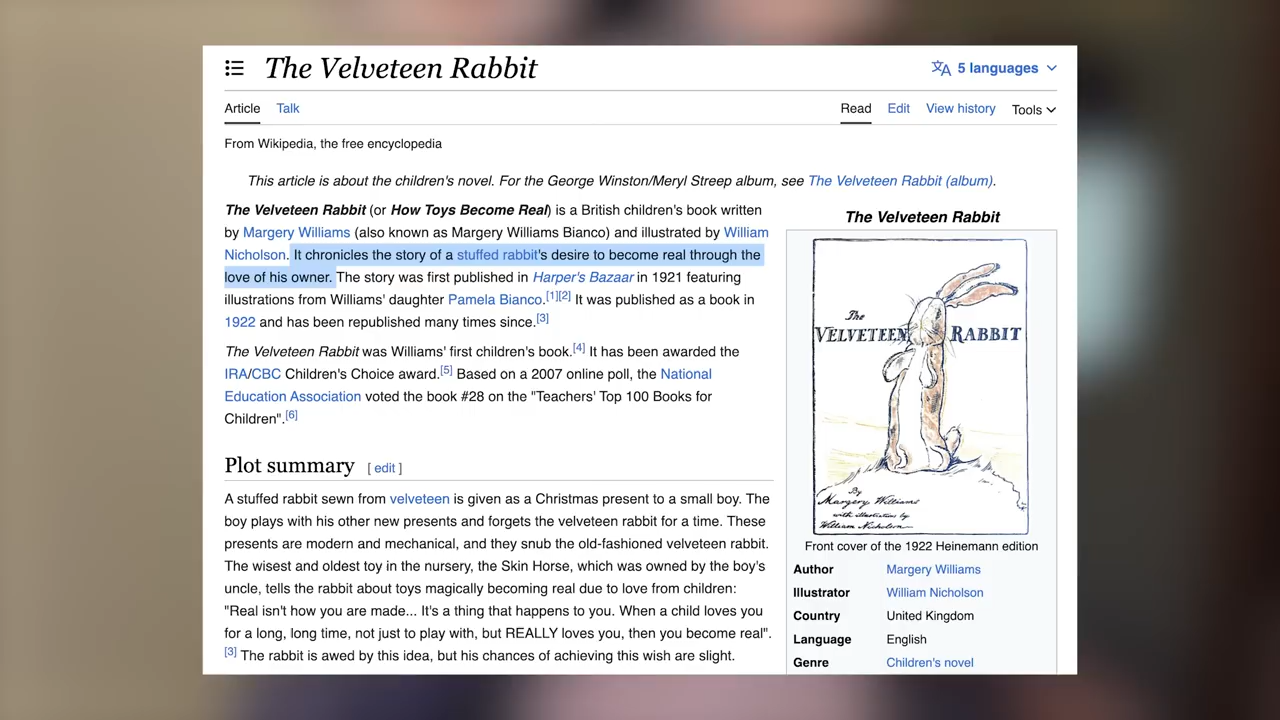 The Velveteen Rabbit
5 languages
Article Talk
Read Edit View history Tools
From Wikipedia, the free encyclopedia
This article is about the children's novel. For the George Winston/Meryl Streep album, see The Velveteen Rabbit (album).
The Velveteen Rabbit (or How Toys Become Real) is a British children's book written
by Margery Williams (also known as Margery Williams Bianco) and illustrated by William
Nicholson. It chronicles the story of a stuffed rabbit's desire to become real through the
love of his owner. The story was first published in Harper's Bazaar in 1921 featuring
illustrations from Williams' daughter Pamela Bianco.[1][2] It was published as a book in
1922 and has been republished many times since.[3]
The Velveteen Rabbit was Williams' first children's book.[4] It has been awarded the
IRA/CBC Children's Choice award.[5] Based on a 2007 online poll, the National
Education Association voted the book #28 on the "Teachers' Top 100 Books for
Children".[6]
Plot summary [ edit ]
A stuffed rabbit sewn from velveteen is given as a Christmas present to a small boy. The
boy plays with his other new presents and forgets the velveteen rabbit for a time. These
presents are modern and mechanical, and they snub the old-fashioned velveteen rabbit.
The wisest and oldest toy in the nursery, the Skin Horse, which was owned by the boy's
uncle, tells the rabbit about toys magically becoming real due to love from children:
"Real isn't how you are made... It's a thing that happens to you. When a child loves you
for a long, long time, not just to play with, but REALLY loves you, then you become real".
[3] The rabbit is awed by this idea, but his chances of achieving this wish are slight.
The Velveteen Rabbit
The
VELVETEEN RABBIT
By
Margery Williams
with illustrations by
William Nicholson
Front cover of the 1922 Heinemann edition
Author Margery Williams
Illustrator William Nicholson
Country United Kingdom
Language English
Genre Children's novel